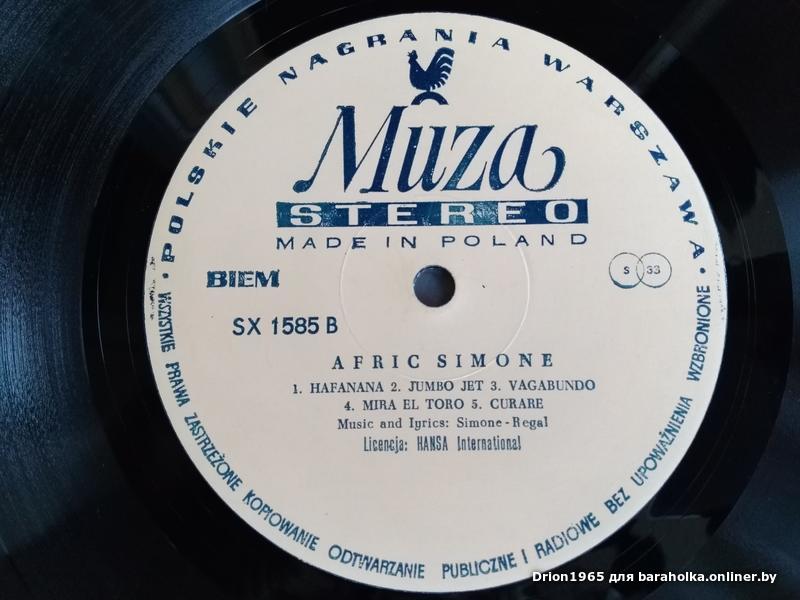 • POLSKIE NAGRANIA WARSZAWA •
Muza
STEREO
MADE IN POLAND
BIEM
S 33
SX 1585 B
AFRIC SIMONE
1. HAFANANA 2. JUMBO JET 3. VAGABUNDO
4. MIRA EL TORO 5. CURARE
Music and lyrics: Simone-Regal
Licencja: HANSA International
WSZYSTKIE PRAWA ZASTRZEŻONE KOPIOWANIE ODTWARZANIE PUBLICZNE I RADIOWE BEZ UPOWAŻNIENIA WZBRONIONE
Drion1965 для baraholka.onliner.by